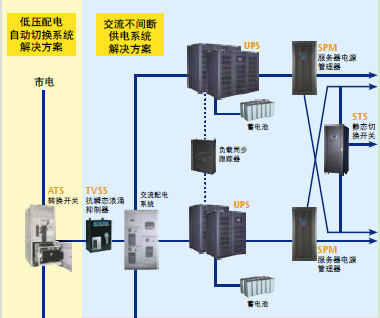 低压配电
自动切换系统
解决方案
交流不间断
供电系统
解决方案
市电
UPS
SPM
服务器电源
管理器
蓄电池
STS
静态切
换开关
负载同步
跟踪器
ATS
转换开关
TVSS
抗瞬态浪涌
抑制器
交流配电
系统
UPS
SPM
服务器电源
管理器
蓄电池